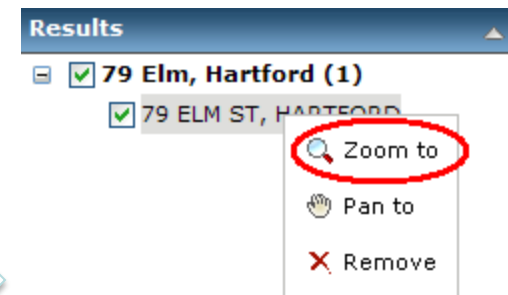 Results
79 Elm, Hartford (1)
79 ELM ST, HARTFORD
Zoom to
Pan to
Remove